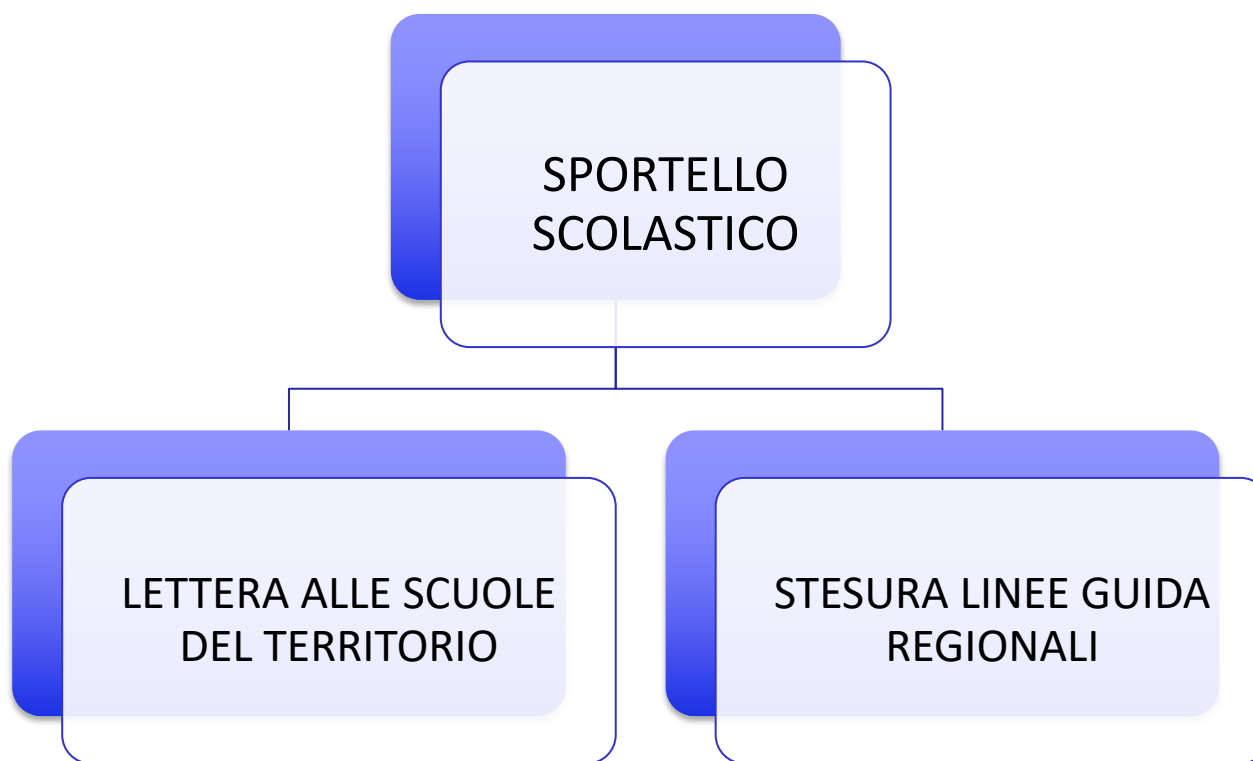 SPORTELLO
SCOLASTICO
LETTERA ALLE SCUOLE
DEL TERRITORIO
STESURA LINEE GUIDA
REGIONALI